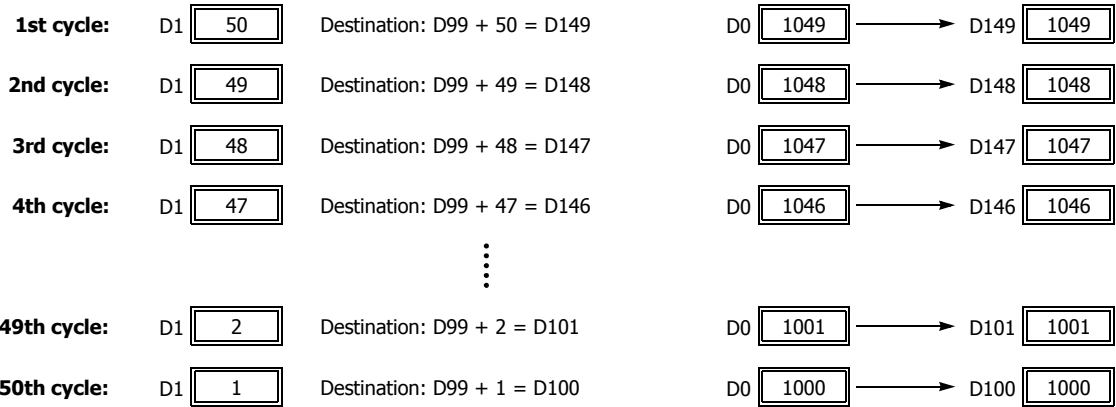 1st cycle: D1 50 Destination: D99 + 50 = D149 D0 1049 D149 1049
2nd cycle: D1 49 Destination: D99 + 49 = D148 D0 1048 D148 1048
3rd cycle: D1 48 Destination: D99 + 48 = D147 D0 1047 D147 1047
4th cycle: D1 47 Destination: D99 + 47 = D146 D0 1046 D146 1046
49th cycle: D1 2 Destination: D99 + 2 = D101 D0 1001 D101 1001
50th cycle: D1 1 Destination: D99 + 1 = D100 D0 1000 D100 1000